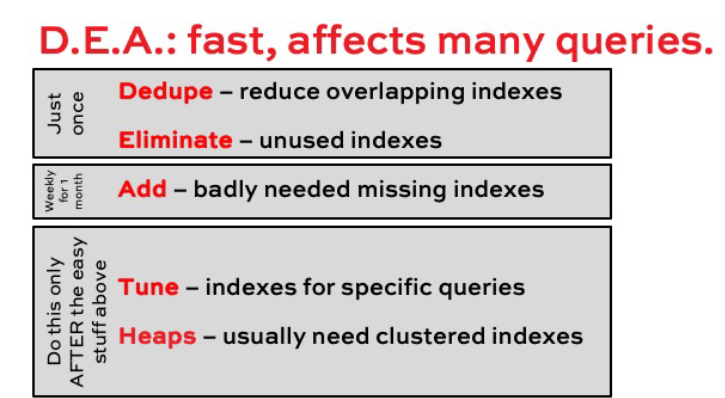 D.E.A.: fast, affects many queries.
Just
once
Dedupe – reduce overlapping indexes
Eliminate – unused indexes
Weekly
for 1
month
Add – badly needed missing indexes
Do this only
AFTER the easy
stuff above
Tune – indexes for specific queries
Heaps – usually need clustered indexes